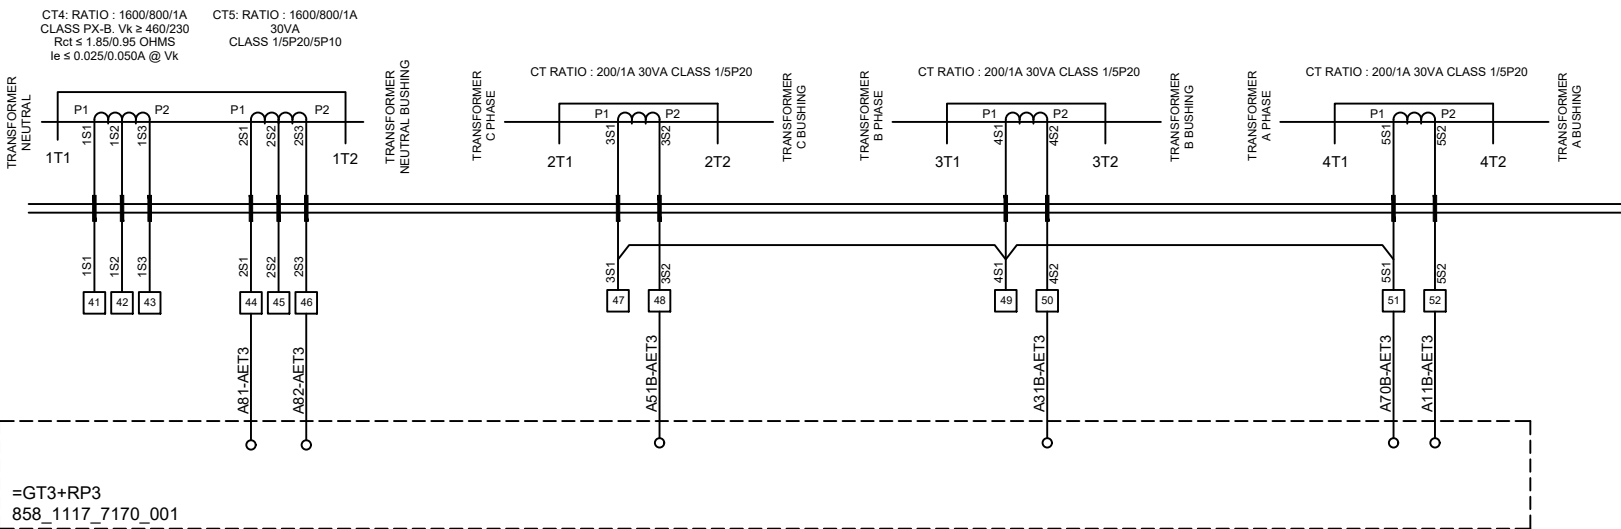 CT4: RATIO : 1600/800/1A
CLASS PX-B. Vk ≥ 460/230
Rct ≤ 1.85/0.95 OHMS
Ie ≤ 0.025/0.050A @ Vk
CT5: RATIO : 1600/800/1A
30VA
CLASS 1/5P20/5P10
CT RATIO : 200/1A 30VA CLASS 1/5P20
CT RATIO : 200/1A 30VA CLASS 1/5P20
CT RATIO : 200/1A 30VA CLASS 1/5P20
TRANSFORMER
NEUTRAL
P1
P2
P1
P2
1S1
1S2
1S3
2S1
2S2
2S3
1T1
1T2
TRANSFORMER
NEUTRAL BUSHING
TRANSFORMER
C PHASE
P1
P2
3S1
3S2
2T1
2T2
TRANSFORMER
C BUSHING
TRANSFORMER
B PHASE
P1
P2
4S1
4S2
3T1
3T2
TRANSFORMER
B BUSHING
TRANSFORMER
A PHASE
P1
P2
5S1
5S2
4T1
4T2
TRANSFORMER
A BUSHING
1S1
1S2
1S3
2S1
2S2
2S3
3S1
3S2
4S1
4S2
5S1
5S2
41
42
43
44
45
46
47
48
49
50
51
52
A81-AET3
A82-AET3
A51B-AET3
A31B-AET3
A70B-AET3
A11B-AET3
=GT3+RP3
858_1117_7170_001